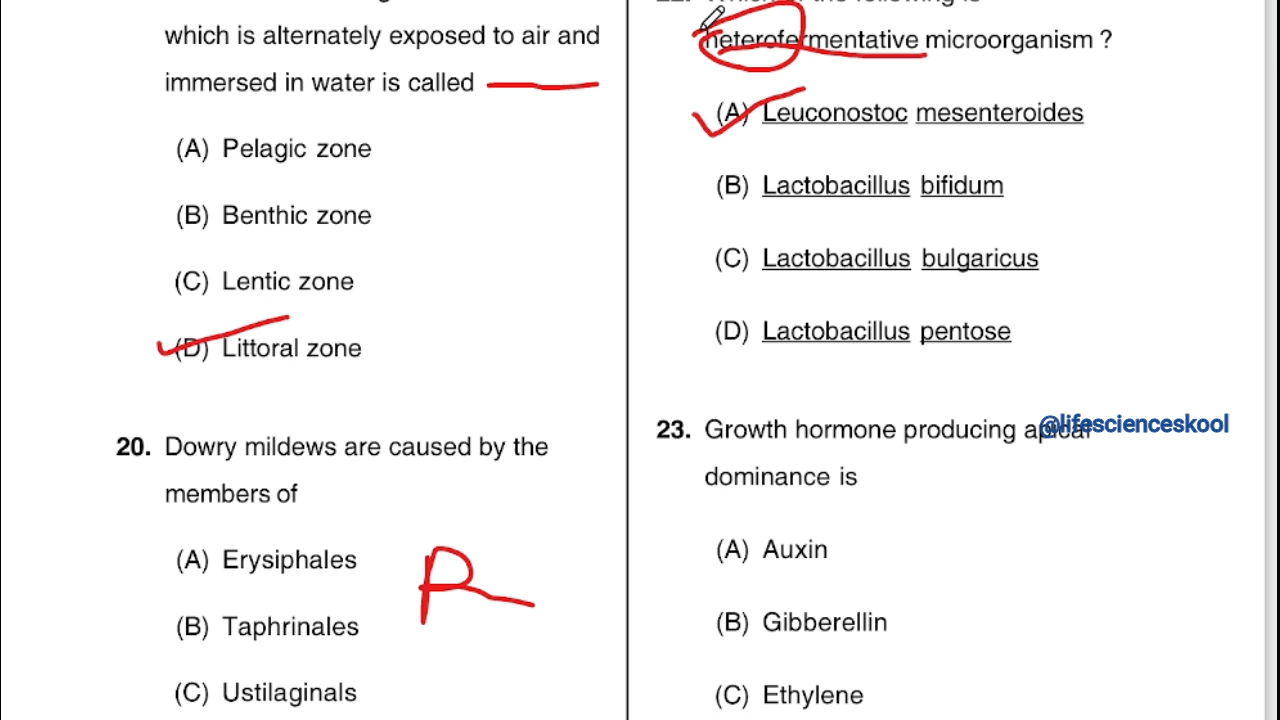 which is alternately exposed to air and
immersed in water is called
(A) Pelagic zone
(B) Benthic zone
(C) Lentic zone
(D) Littoral zone
20. Dowry mildews are caused by the
members of
(A) Erysiphales
(B) Taphrinales
(C) Ustilaginals
heterofermentative microorganism ?
(A) Leuconostoc mesenteroides
(B) Lactobacillus bifidum
(C) Lactobacillus bulgaricus
(D) Lactobacillus pentose
23. Growth hormone producing apical
@lifescienceskool
dominance is
(A) Auxin
(B) Gibberellin
(C) Ethylene